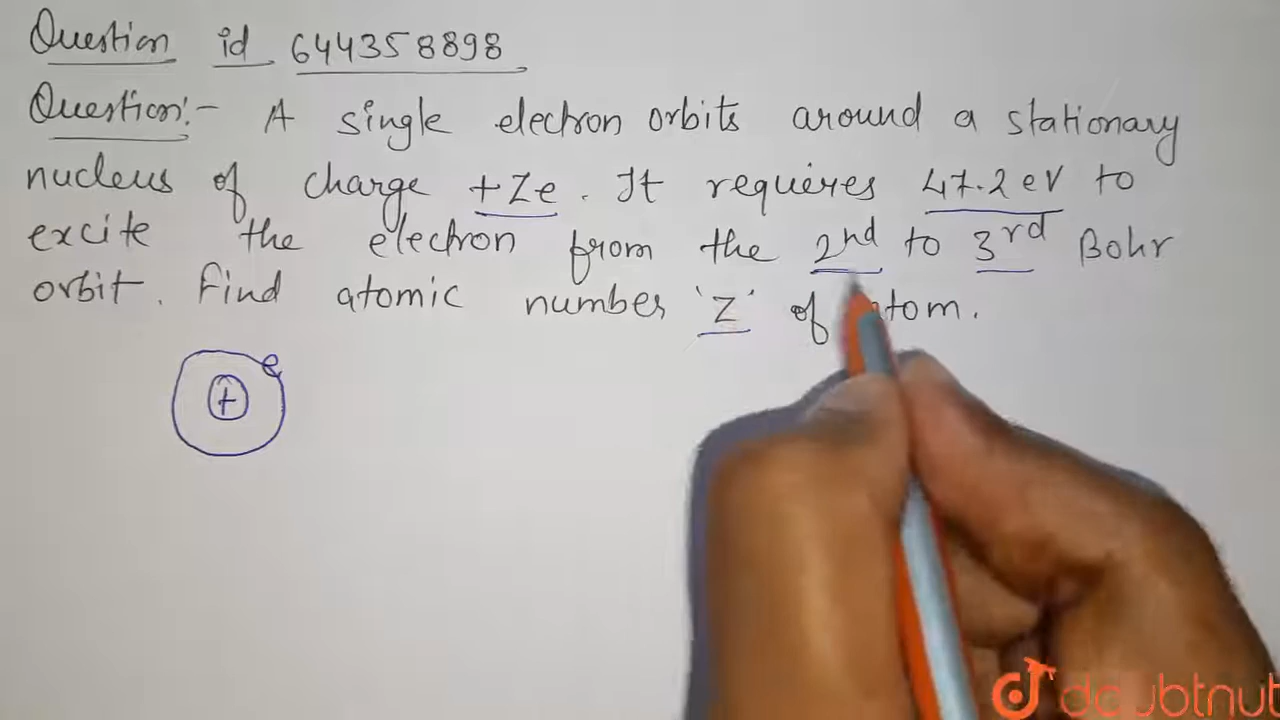 Question id 644358898
Question:- A single electron orbits around a stationary
nucleus of charge +Ze. It requires 47.2 eV to
excite the electron from the 2nd to 3rd Bohr
orbit. Find atomic number 'Z' of atom.
e
+
doubtnut